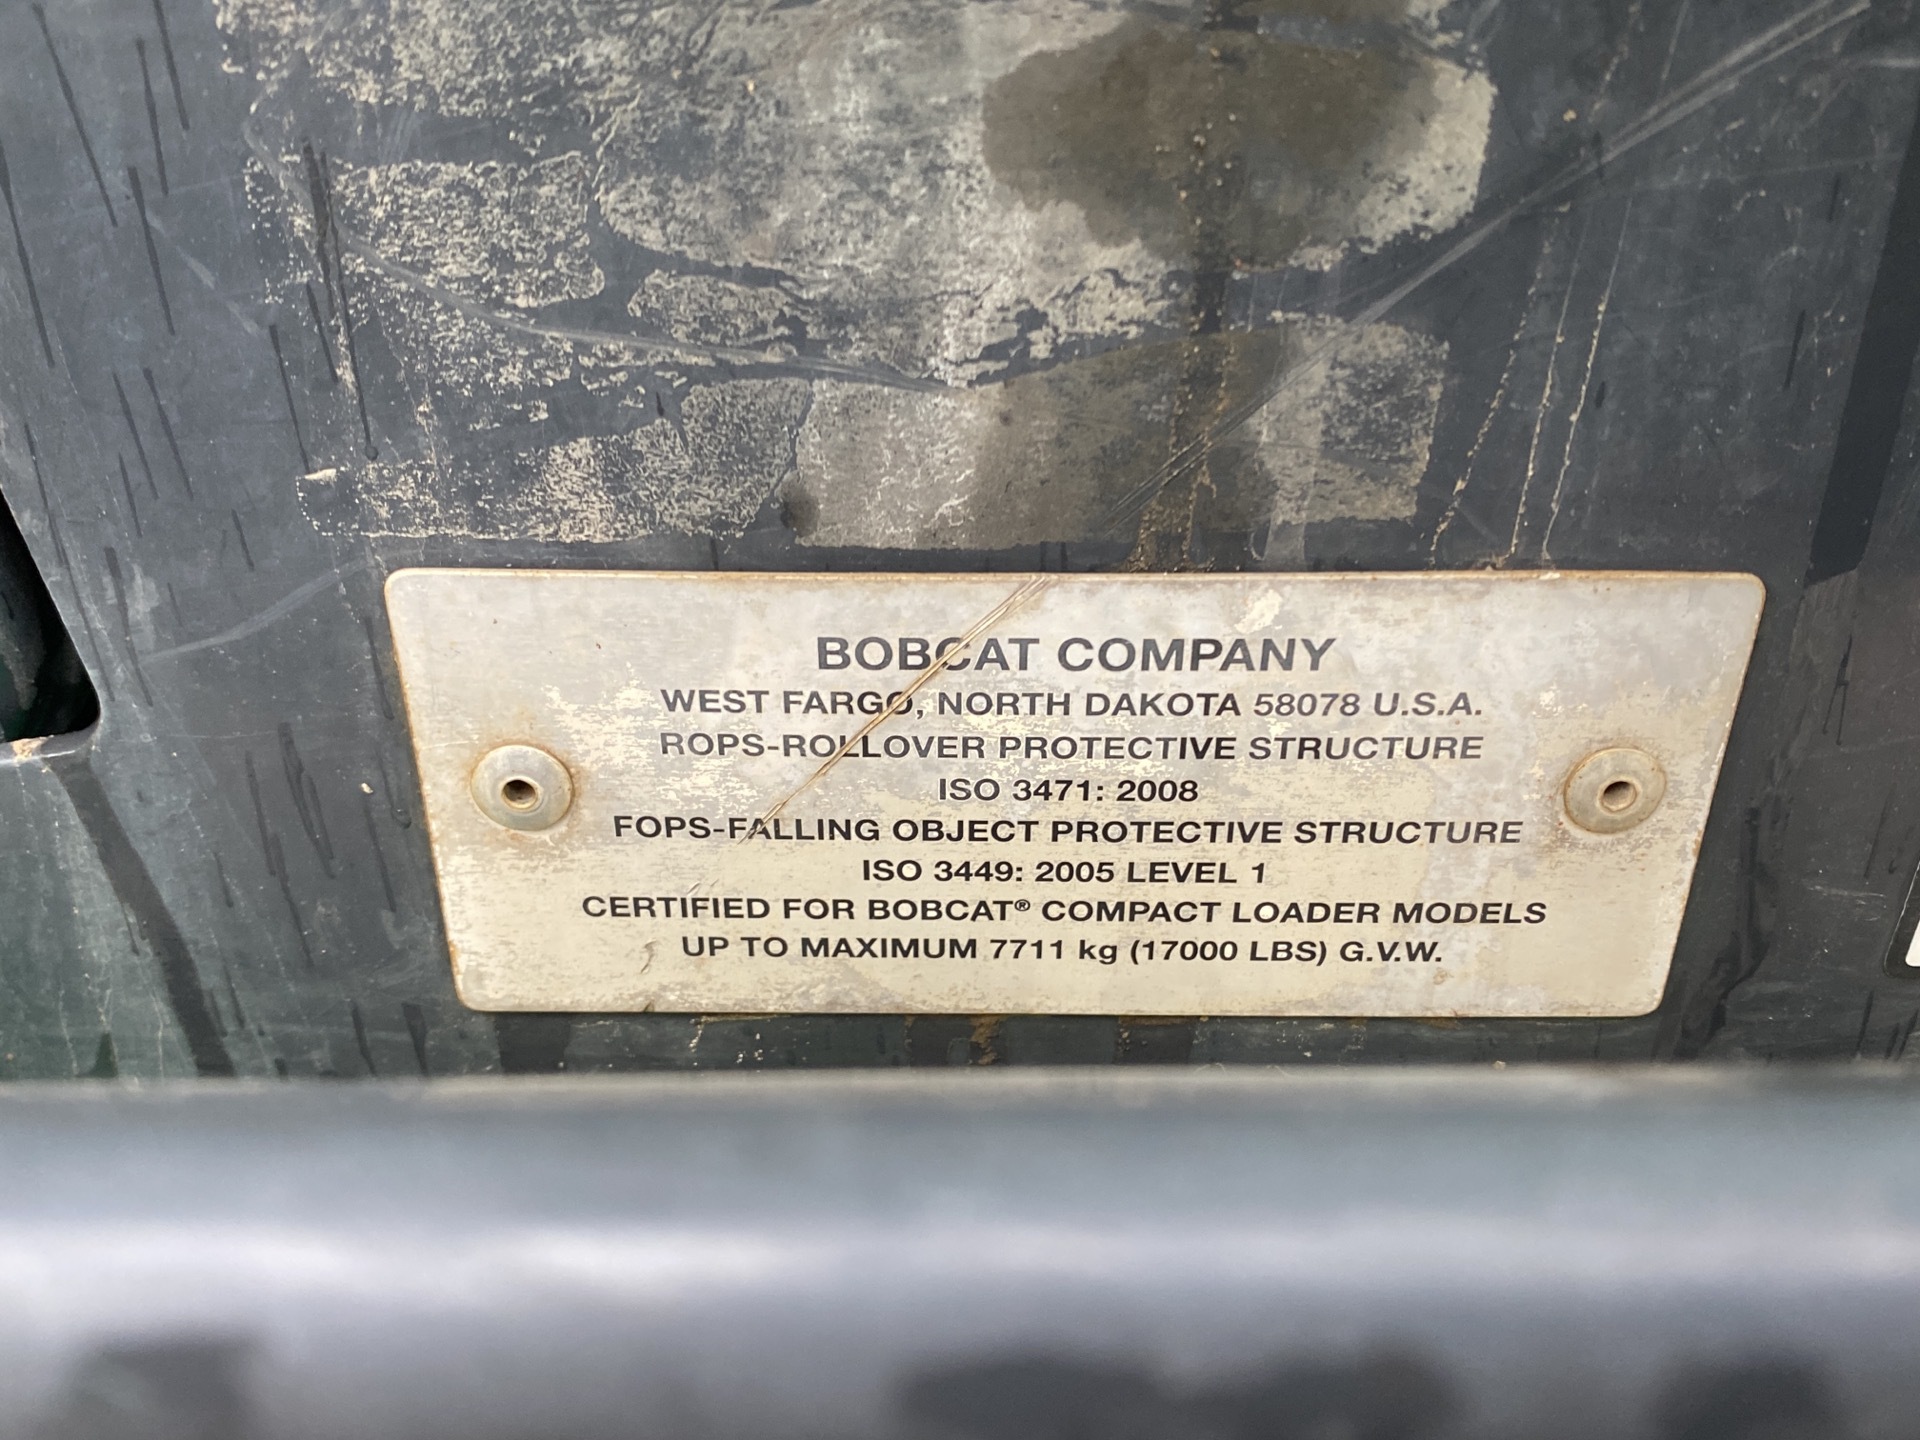 BOBCAT COMPANY
WEST FARGO, NORTH DAKOTA 58078 U.S.A.
ROPS-ROLLOVER PROTECTIVE STRUCTURE
ISO 3471: 2008
FOPS-FALLING OBJECT PROTECTIVE STRUCTURE
ISO 3449: 2005 LEVEL 1
CERTIFIED FOR BOBCAT® COMPACT LOADER MODELS
UP TO MAXIMUM 7711 kg (17000 LBS) G.V.W.